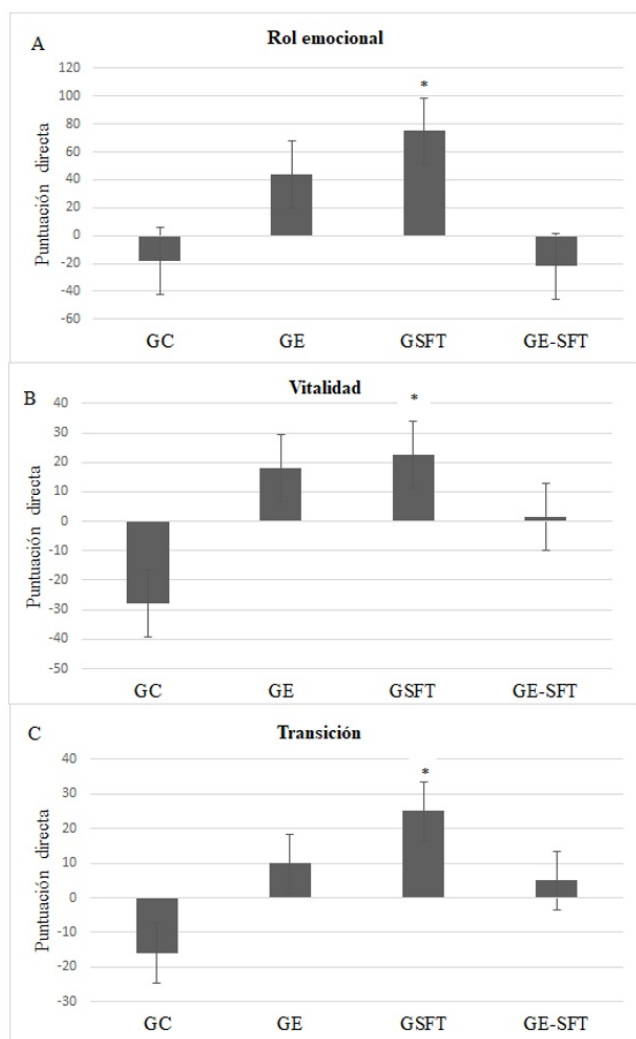 A
Rol emocional
*
Puntuación directa
120
100
80
60
40
20
0
-20
-40
-60
GC GE GSFT GE-SFT
B
Vitalidad
*
Puntuación directa
40
30
20
10
0
-10
-20
-30
-40
-50
GC GE GSFT GE-SFT
C
Transición
*
Puntuación directa
40
30
20
10
0
-10
-20
-30
GC GE GSFT GE-SFT